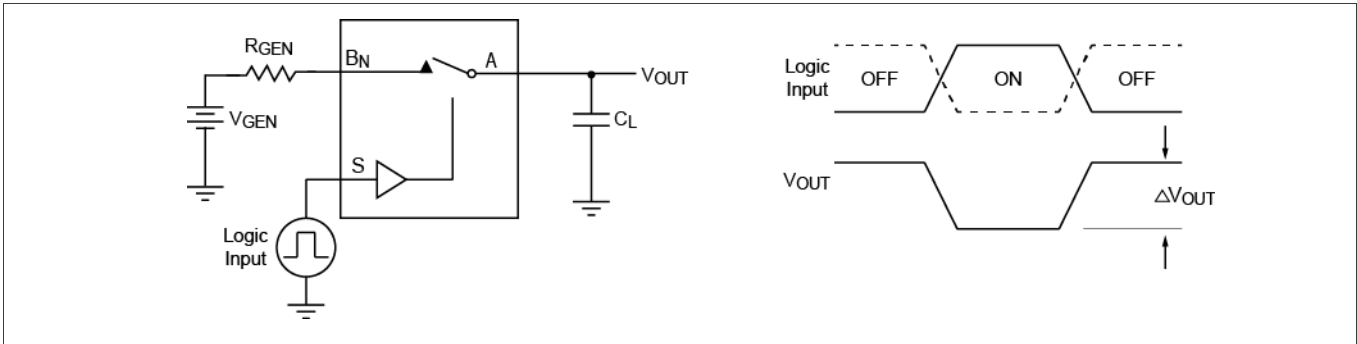 RGEN
BN
A
VOUT
VGEN
CL
S
Logic
Input
Logic
Input
OFF
ON
OFF
VOUT
△VOUT